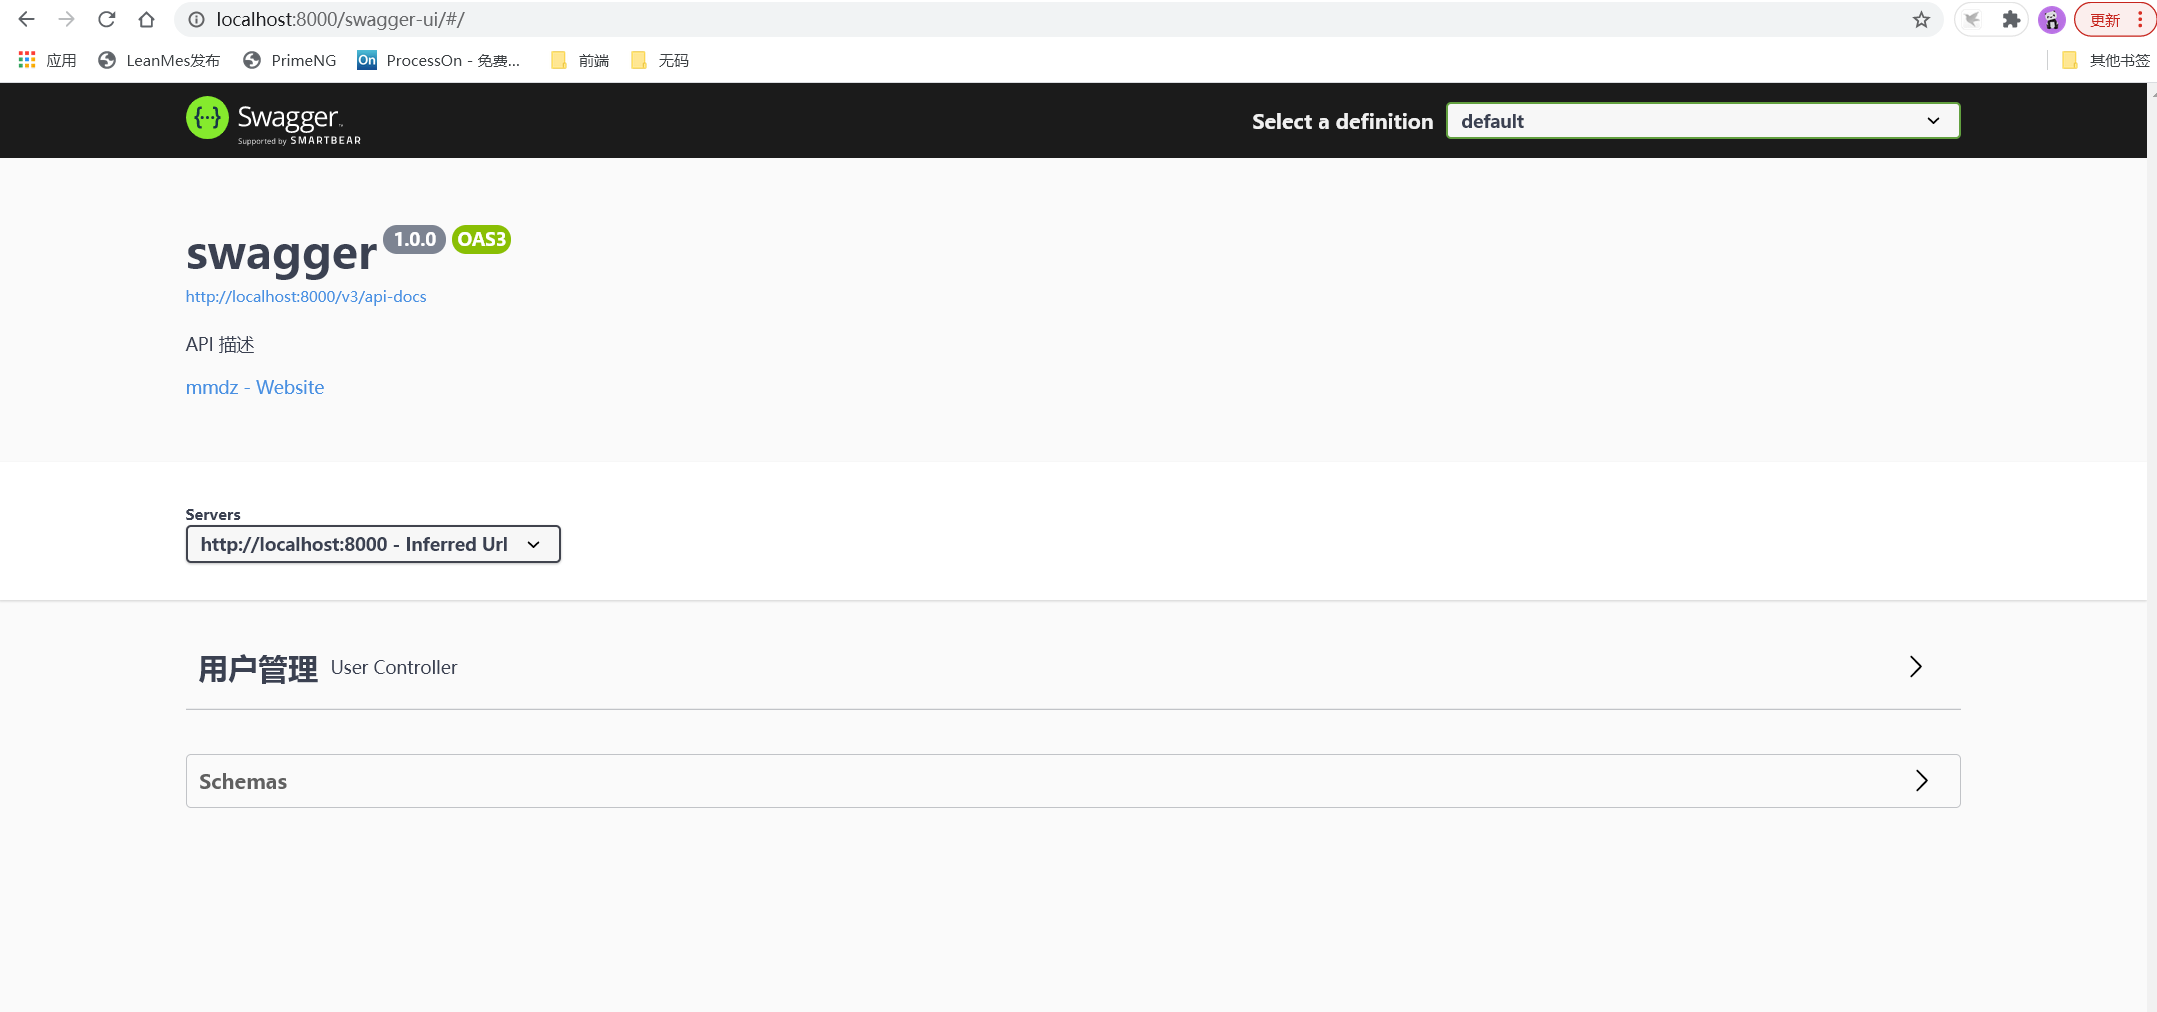 localhost:8000/swagger-ui/#/
更新
应用 LeanMes发布 PrimeNG On ProcessOn - 免费... 前端 无码 其他书签
{...} Swagger™
Supported by SMARTBEAR
Select a definition default
swagger 1.0.0 OAS3
http://localhost:8000/v3/api-docs
API 描述
mmdz - Website
Servers
http://localhost:8000 - Inferred Url
用户管理 User Controller
Schemas